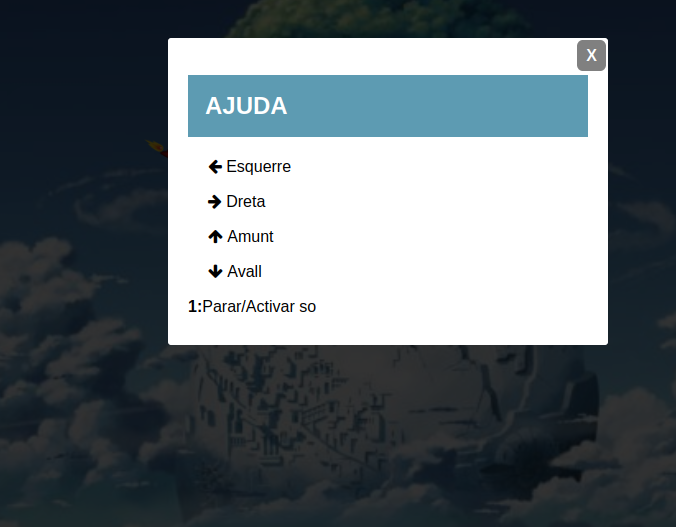 X
AJUDA
← Esquerre
→ Dreta
↑ Amunt
↓ Avall
1:Parar/Activar so